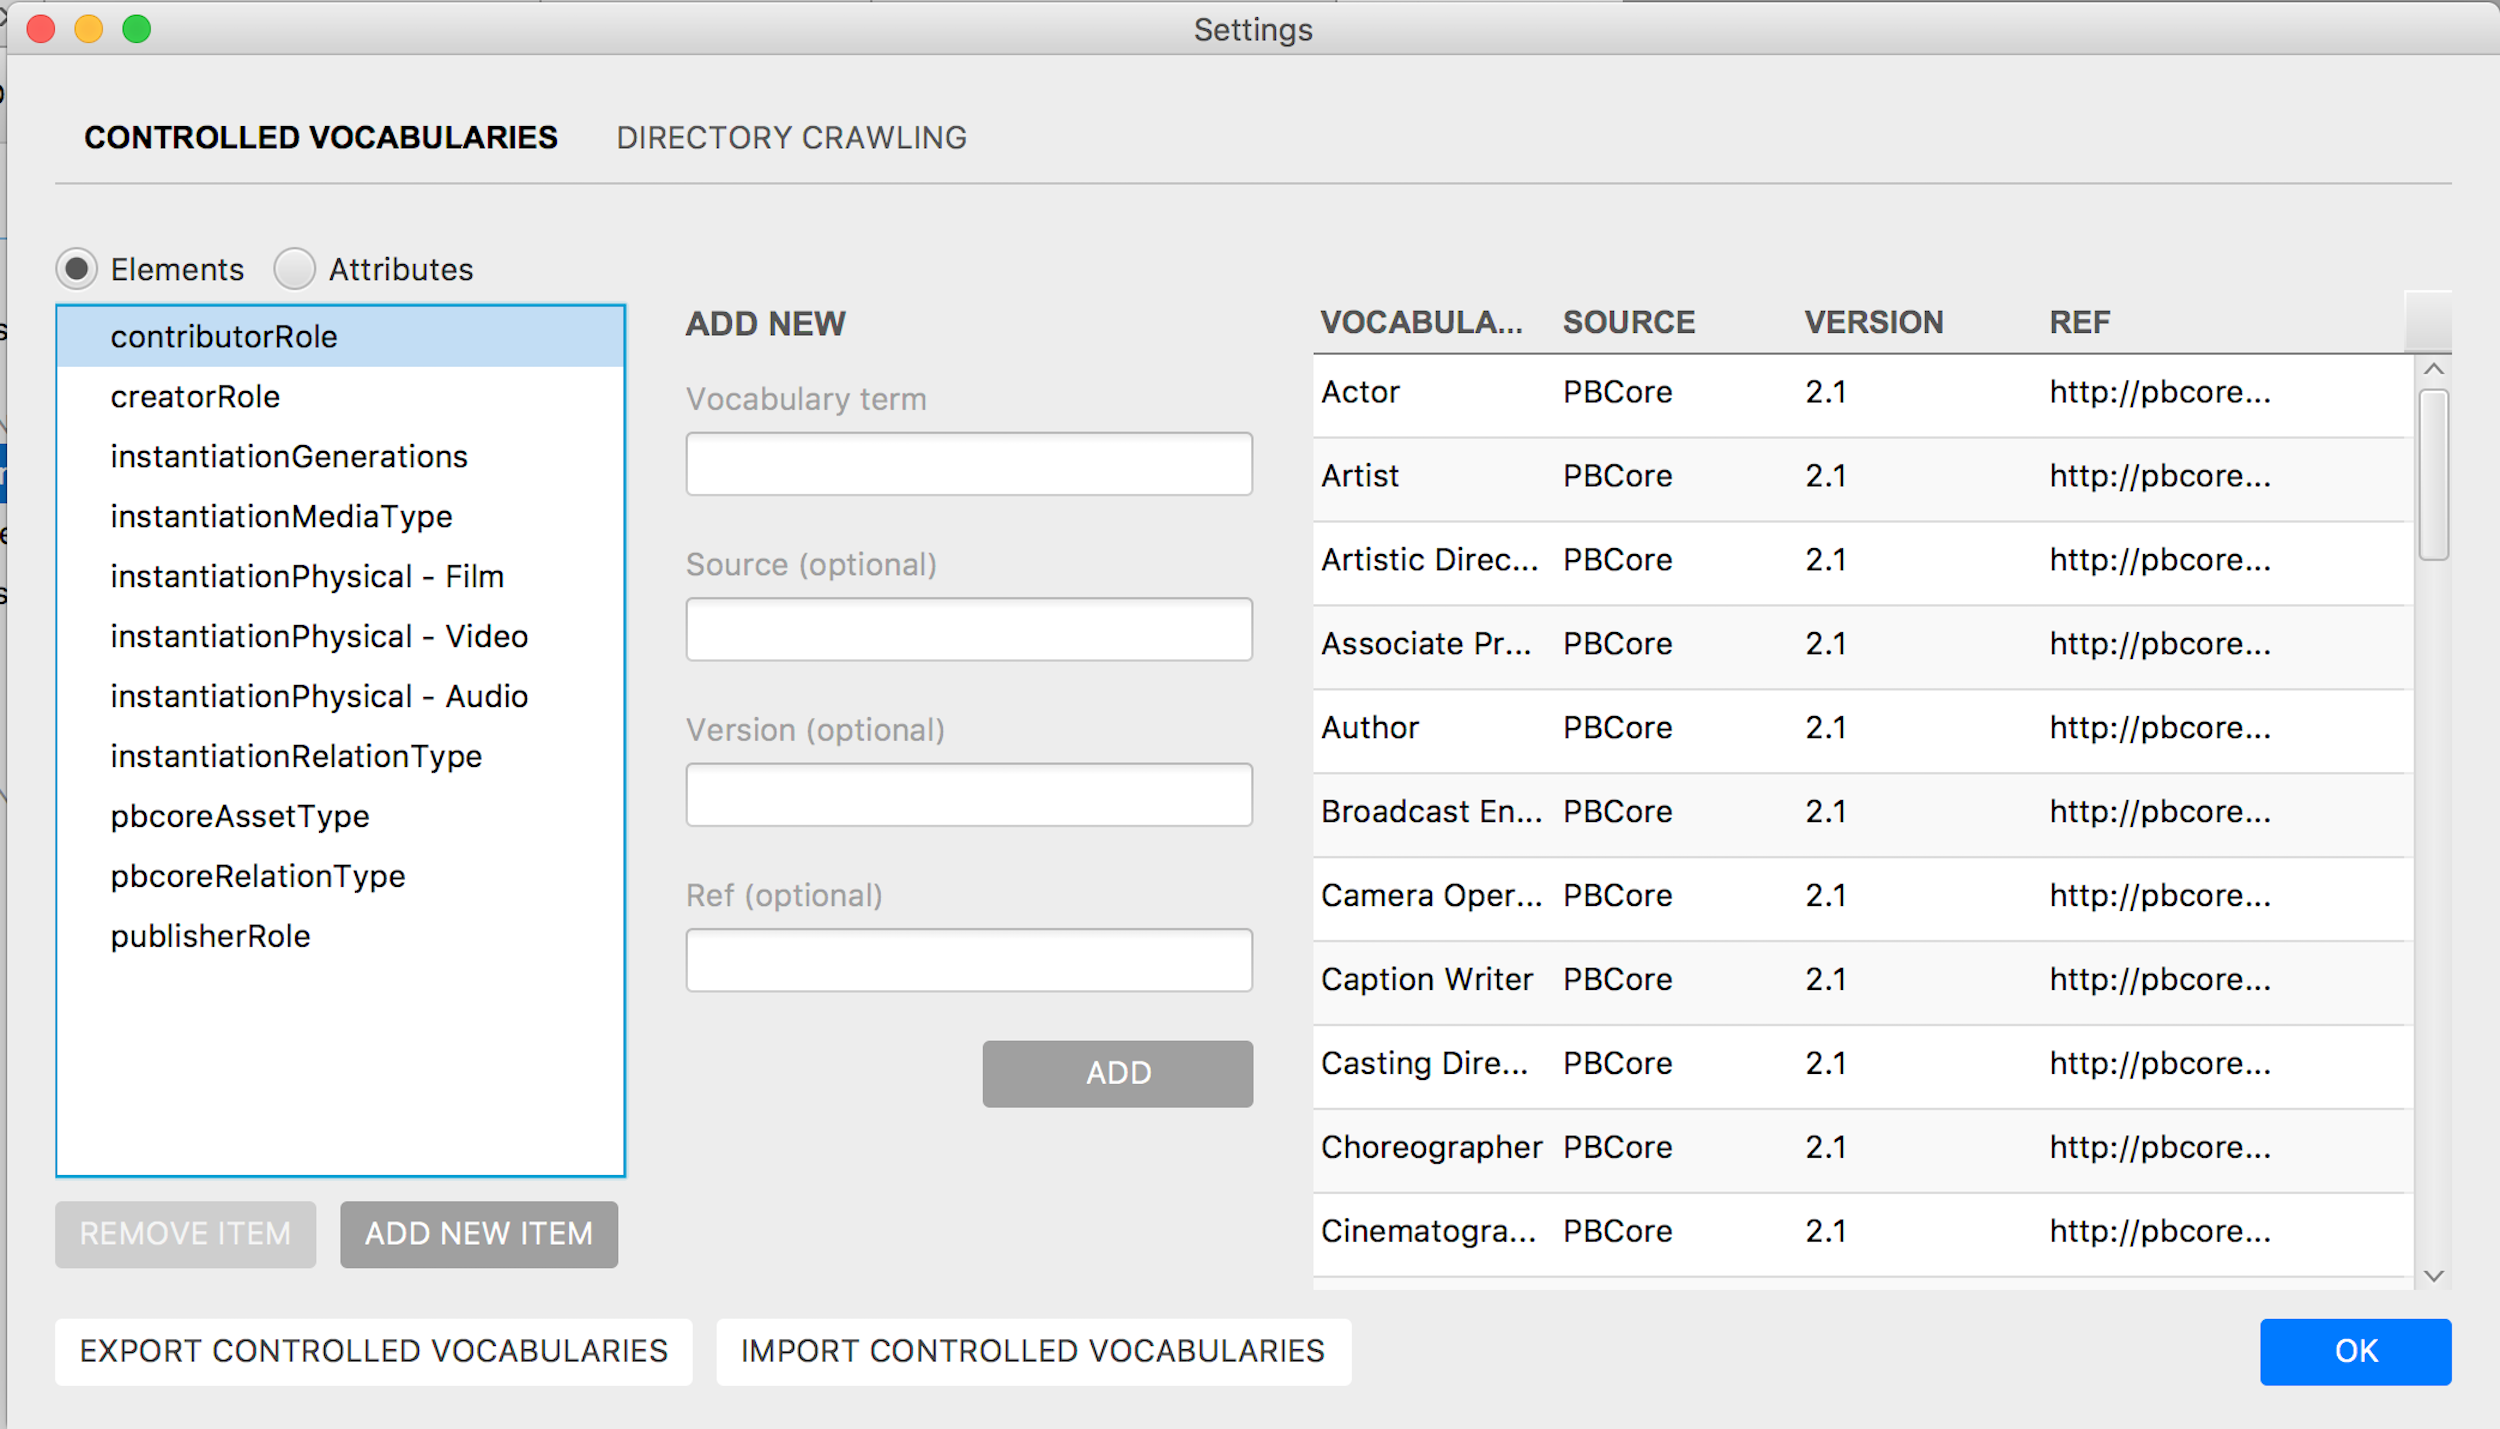 Settings
CONTROLLED VOCABULARIES DIRECTORY CRAWLING
Elements Attributes
contributorRole
creatorRole
instantiationGenerations
instantiationMediaType
instantiationPhysical - Film
instantiationPhysical - Video
instantiationPhysical - Audio
instantiationRelationType
pbcoreAssetType
pbcoreRelationType
publisherRole
REMOVE ITEM ADD NEW ITEM
ADD NEW
Vocabulary term
Source (optional)
Version (optional)
Ref (optional)
ADD
VOCABULA... SOURCE VERSION REF
Actor PBCore 2.1 http://pbcore...
Artist PBCore 2.1 http://pbcore...
Artistic Direc... PBCore 2.1 http://pbcore...
Associate Pr... PBCore 2.1 http://pbcore...
Author PBCore 2.1 http://pbcore...
Broadcast En... PBCore 2.1 http://pbcore...
Camera Oper... PBCore 2.1 http://pbcore...
Caption Writer PBCore 2.1 http://pbcore...
Casting Dire... PBCore 2.1 http://pbcore...
Choreographer PBCore 2.1 http://pbcore...
Cinematogra... PBCore 2.1 http://pbcore...
EXPORT CONTROLLED VOCABULARIES IMPORT CONTROLLED VOCABULARIES OK